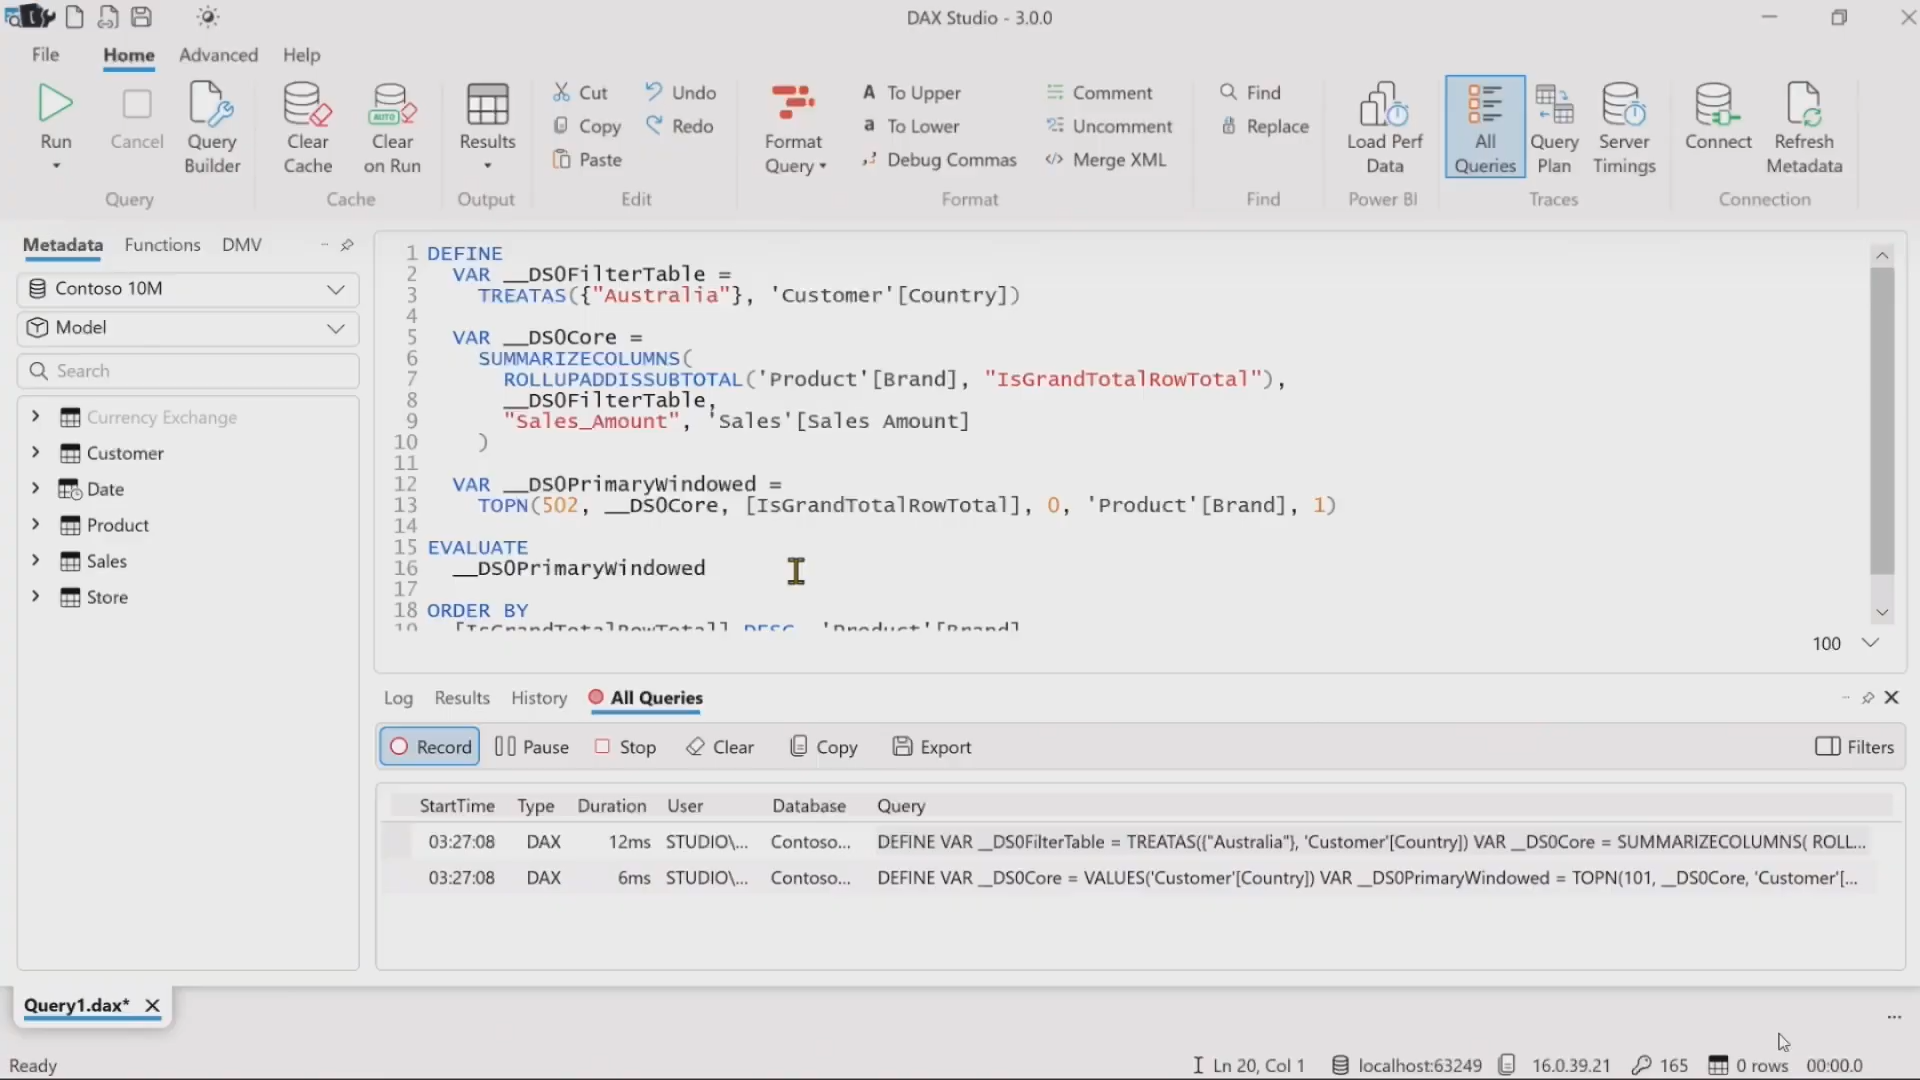 DAX Studio - 3.0.0
File Home Advanced Help
Run
Cancel
Query Builder
Query
Clear Cache
AUTO
Clear on Run
Cache
Results
Output
Cut
Copy
Paste
Undo
Redo
Edit
Format Query
A To Upper
a To Lower
Debug Commas
Comment
Uncomment
Merge XML
Format
Find
Replace
Find
Load Perf Data
Power BI
All Queries
Query Plan
Server Timings
Traces
Connect
Refresh Metadata
Connection
Metadata Functions DMV
Contoso 10M
Model
Search
Currency Exchange
Customer
Date
Product
Sales
Store
1 DEFINE
2 VAR __DS0FilterTable =
3 TREATAS({"Australia"}, 'Customer'[Country])
4
5 VAR __DS0Core =
6 SUMMARIZECOLUMNS(
7 ROLLUPADDISSUBTOTAL('Product'[Brand], "IsGrandTotalRowTotal"),
8 __DS0FilterTable,
9 "Sales_Amount", 'Sales'[Sales Amount]
10 )
11
12 VAR __DS0PrimaryWindowed =
13 TOPN(502, __DS0Core, [IsGrandTotalRowTotal], 0, 'Product'[Brand], 1)
14
15 EVALUATE
16 __DS0PrimaryWindowed
17
18 ORDER BY
19 [IsGrandTotalRowTotal] DESC, 'Product'[Brand]
100
Log Results History All Queries
Record Pause Stop Clear Copy Export Filters
StartTime Type Duration User Database Query
03:27:08 DAX 12ms STUDIO\... Contoso... DEFINE VAR __DS0FilterTable = TREATAS({"Australia"}, 'Customer'[Country]) VAR __DS0Core = SUMMARIZECOLUMNS( ROLL...
03:27:08 DAX 6ms STUDIO\... Contoso... DEFINE VAR __DS0Core = VALUES('Customer'[Country]) VAR __DS0PrimaryWindowed = TOPN(101, __DS0Core, 'Customer'[...
Query1.dax*
Ready Ln 20, Col 1 localhost:63249 16.0.39.21 165 0 rows 00:00.0